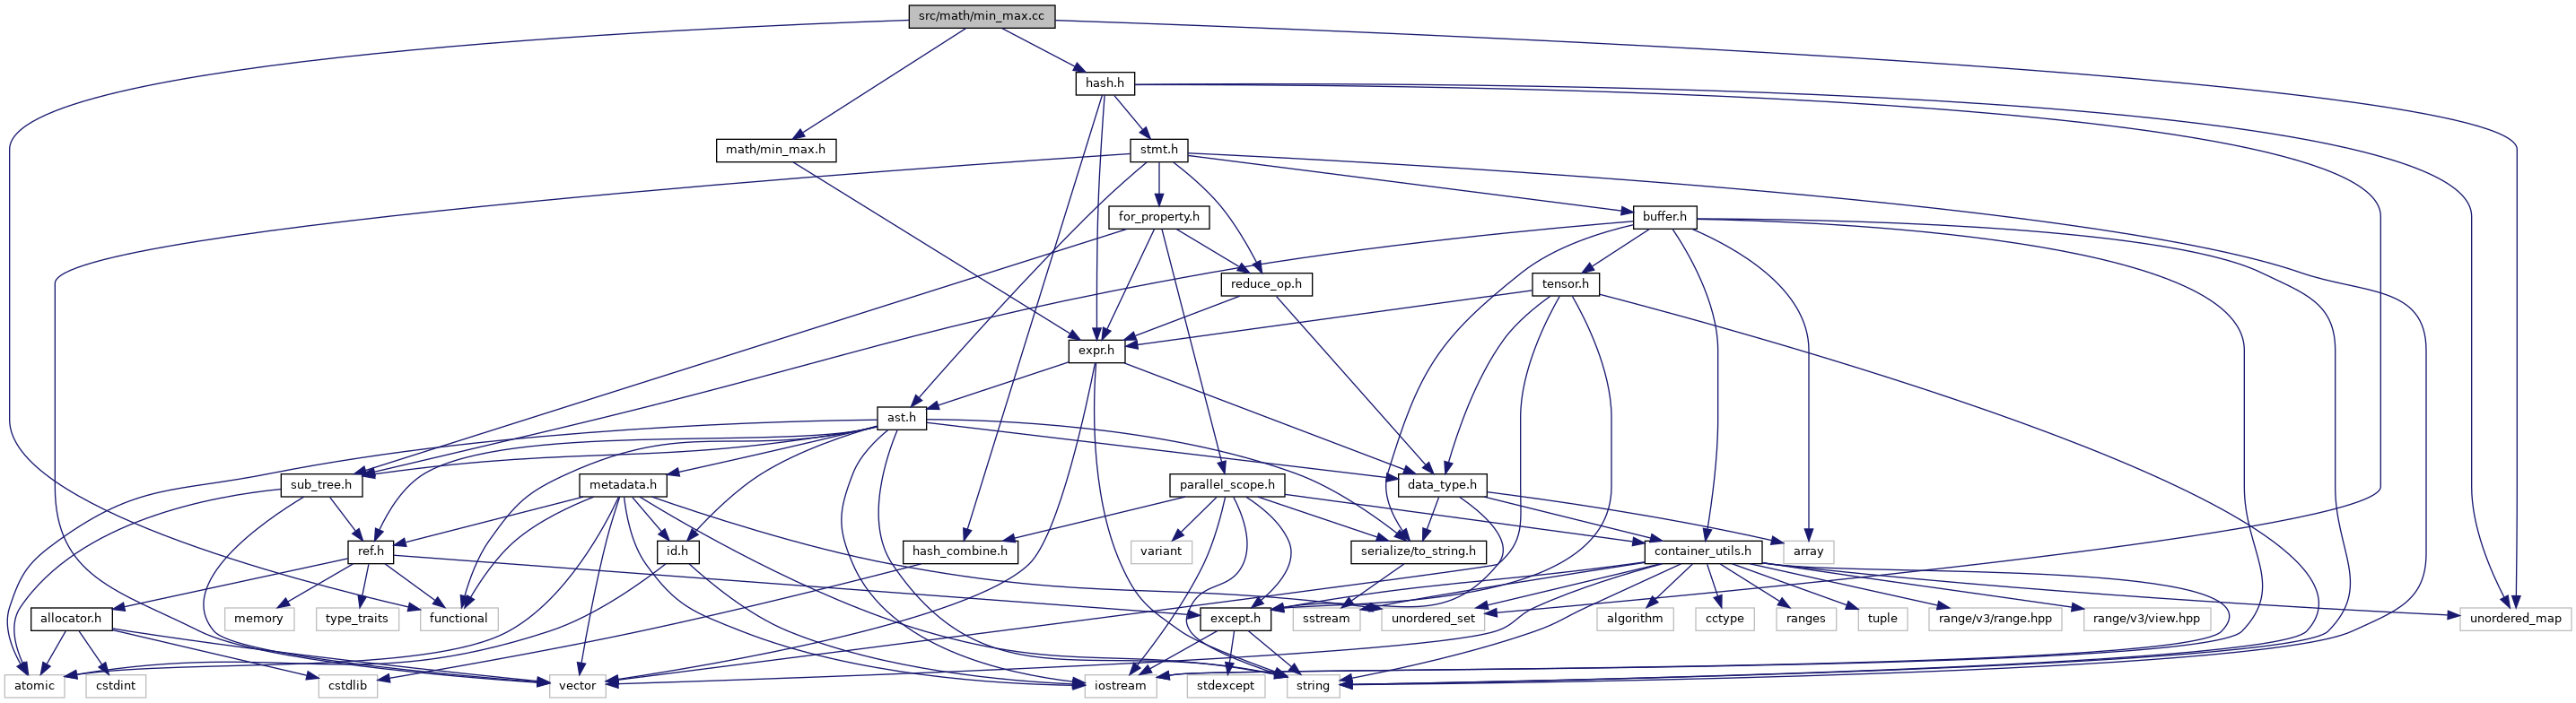 src/math/min_max.cc
hash.h
math/min_max.h
stmt.h
for_property.h
buffer.h
reduce_op.h
tensor.h
expr.h
ast.h
sub_tree.h
metadata.h
parallel_scope.h
data_type.h
ref.h
id.h
hash_combine.h
variant
serialize/to_string.h
container_utils.h
array
allocator.h
memory
type_traits
functional
except.h
sstream
unordered_set
algorithm
cctype
ranges
tuple
range/v3/range.hpp
range/v3/view.hpp
unordered_map
atomic
cstdint
cstdlib
vector
iostream
stdexcept
string